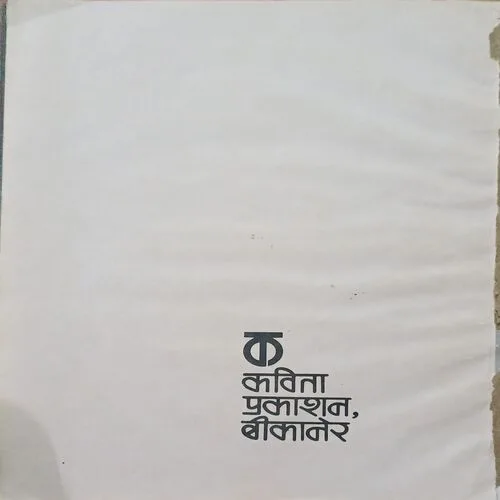 क
कविता
प्रकाशन,
बीकानेर